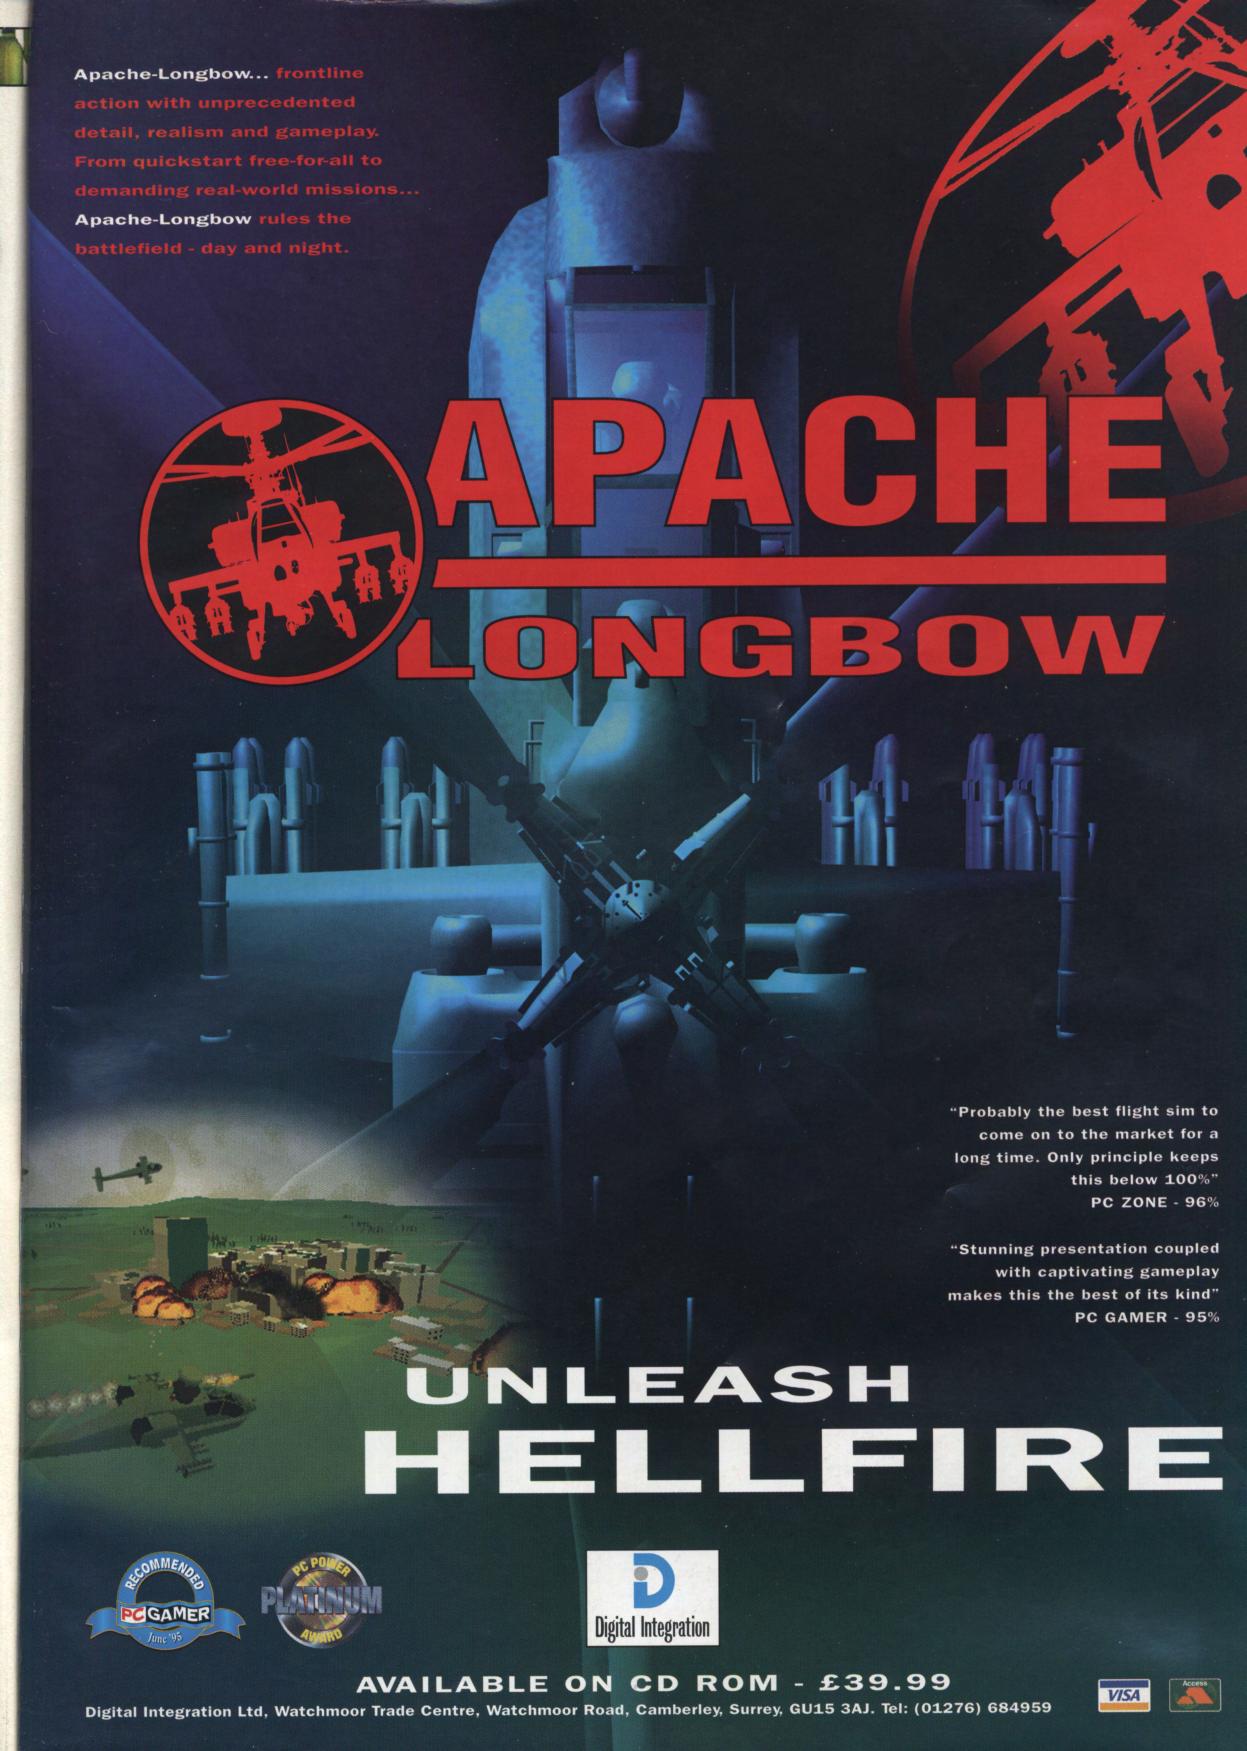 Apache-Longbow... frontline
action with unprecedented
detail, realism and gameplay.
From quickstart free-for-all to
demanding real-world missions...
Apache-Longbow rules the
battlefield - day and night.
APACHE
LONGBOW
"Probably the best flight sim to
come on to the market for a
long time. Only principle keeps
this below 100%"
PC ZONE - 96%
"Stunning presentation coupled
with captivating gameplay
makes this the best of its kind"
PC GAMER - 95%
UNLEASH
HELLFIRE
RECOMMENDED
PC GAMER
June '95
PC POWER
PLATINUM
AWARD
Digital Integration
AVAILABLE ON CD ROM - £39.99
Digital Integration Ltd, Watchmoor Trade Centre, Watchmoor Road, Camberley, Surrey, GU15 3AJ. Tel: (01276) 684959
VISA
Access